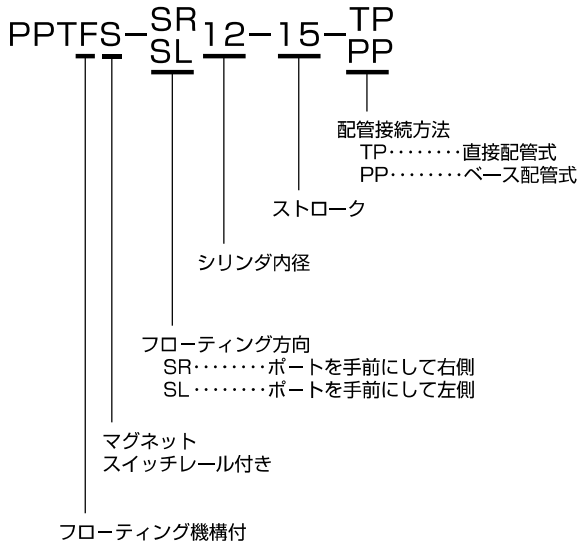 PPTFS-SR12-15-TP
SL PP
配管接続方法
TP‥‥‥‥直接配管式
PP‥‥‥‥ベース配管式
ストローク
シリンダ内径
フローティング方向
SR‥‥‥‥ポートを手前にして右側
SL‥‥‥‥ポートを手前にして左側
マグネット
スイッチレール付き
フローティング機構付